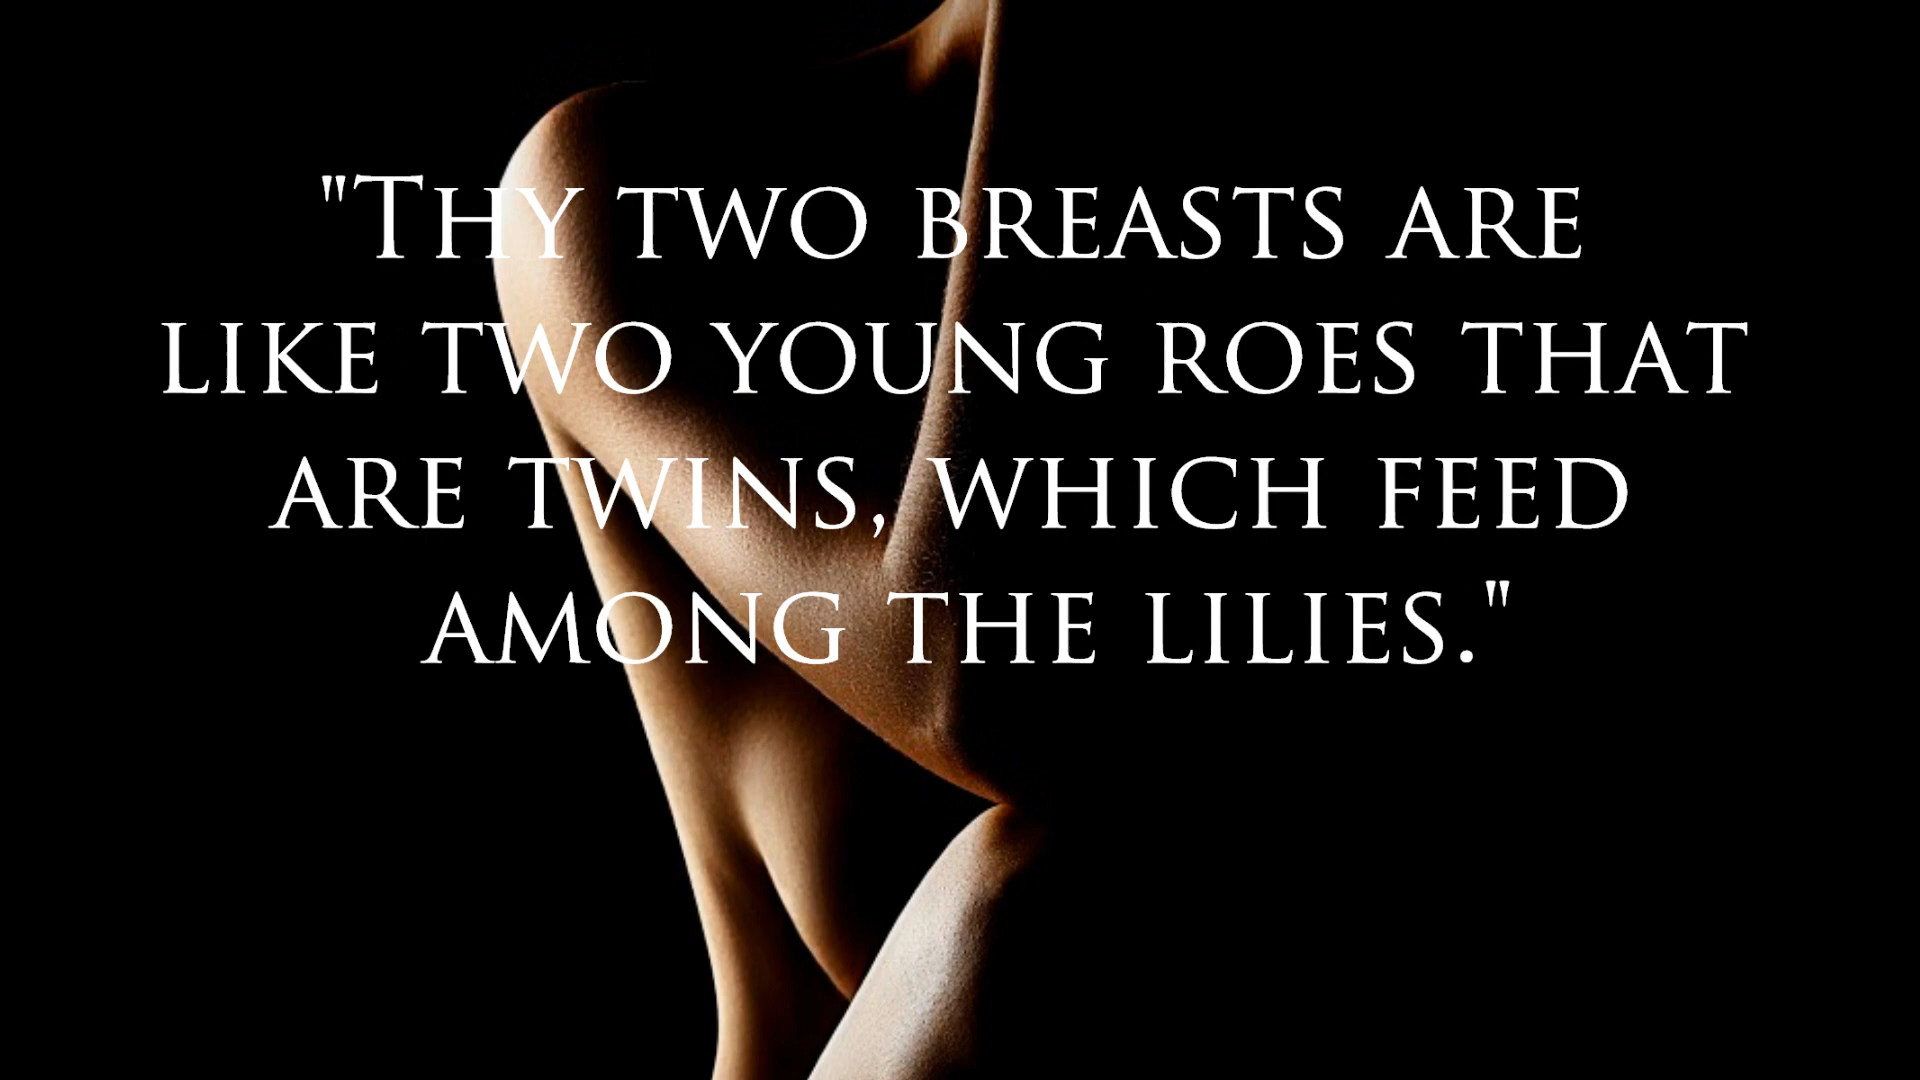 "Thy two breasts are
like two young roes that
are twins, which feed
among the lilies."